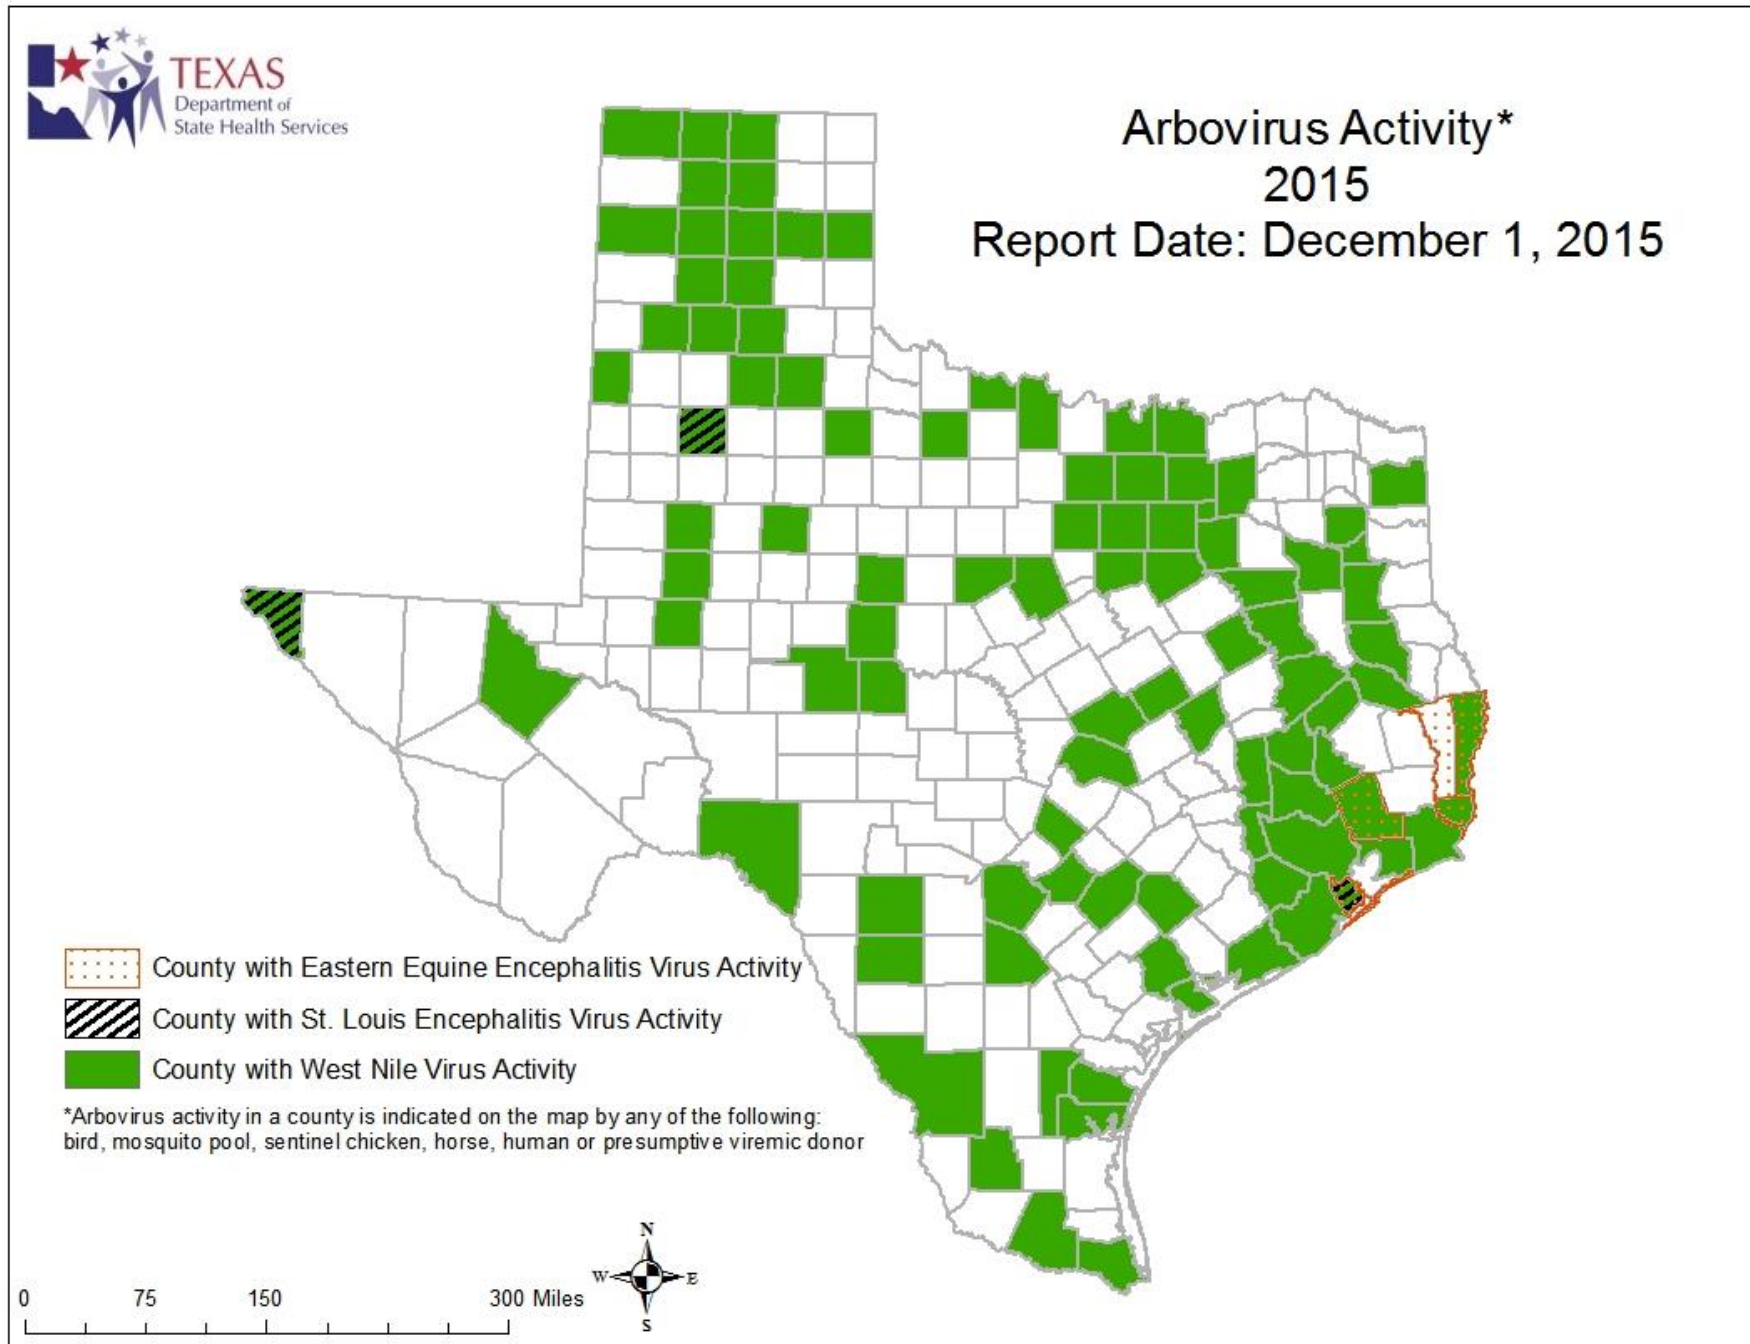 TEXAS
Department of
State Health Services
Arbovirus Activity*
2015
Report Date: December 1, 2015
County with Eastern Equine Encephalitis Virus Activity
County with St. Louis Encephalitis Virus Activity
County with West Nile Virus Activity
*Arbovirus activity in a county is indicated on the map by any of the following:
bird, mosquito pool, sentinel chicken, horse, human or presumptive viremic donor
N
W E
S
0 75 150 300 Miles